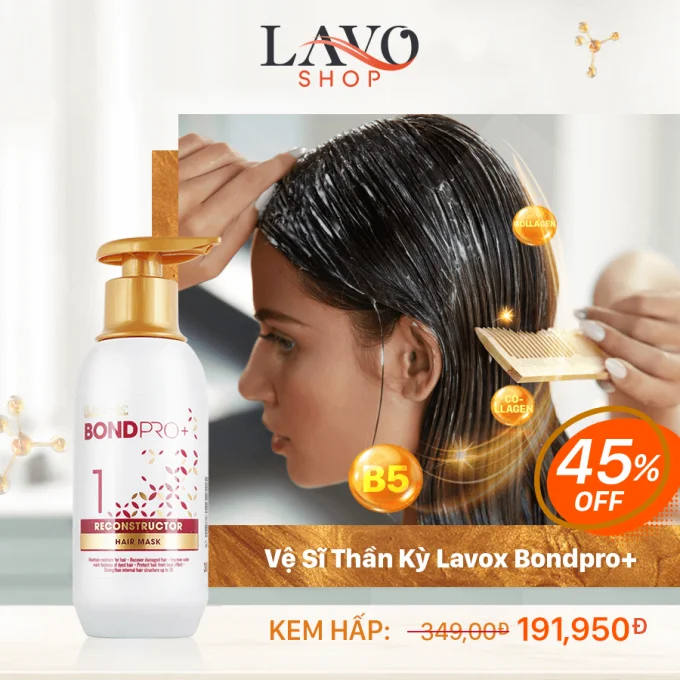 LAVO
SHOP
COLLAGEN
CO-
LLAGEN
B5
45%
OFF
BONDPRO+
1
RECONSTRUCTOR
HAIR MASK
Vệ Sĩ Thần Kỳ Lavox Bondpro+
KEM HẤP: 349,00Đ 191,950Đ